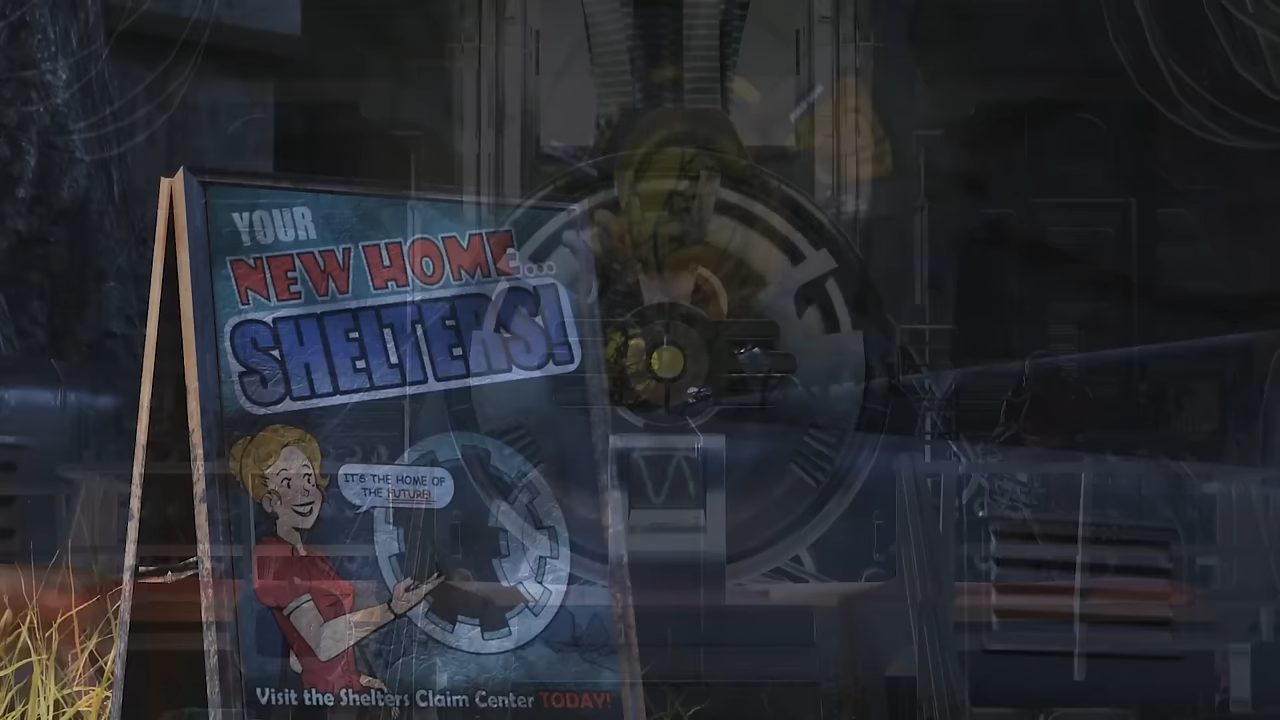 YOUR
NEW HOME...
SHELTERS!
IT'S THE HOME OF
THE FUTURE!
Visit the Shelters Claim Center TODAY!